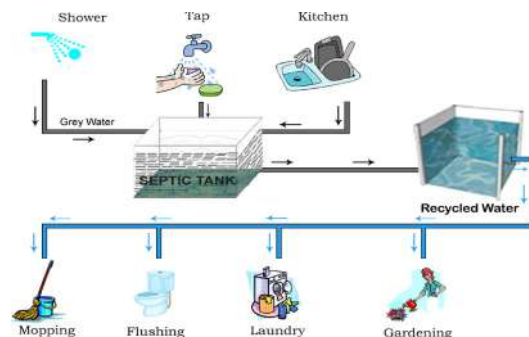 Shower
Tap
Kitchen
Grey Water
SEPTIC TANK
Recycled Water
Mopping
Flushing
Laundry
Gardening